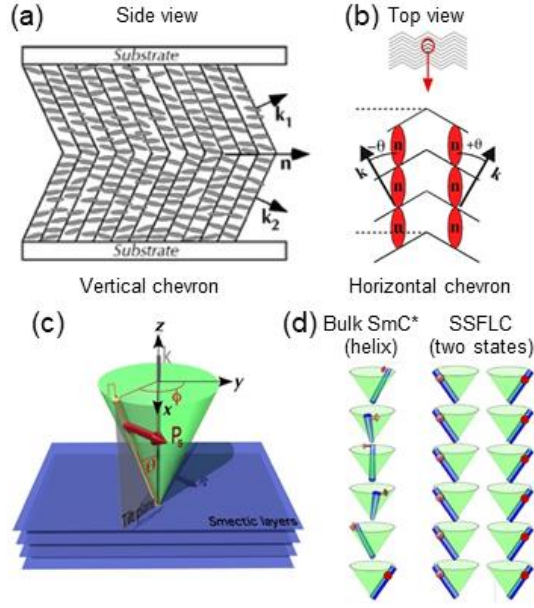 (a) Side view
Substrate
k1
n
k2
Substrate
Vertical chevron
(b) Top view
−θ n n +θ
k n n k
n n
Horizontal chevron
(c)
z
k
n
ϕ
y
x
Ps
Θ
Tilt plane
Smectic layers
(d) Bulk SmC* SSFLC
(helix) (two states)